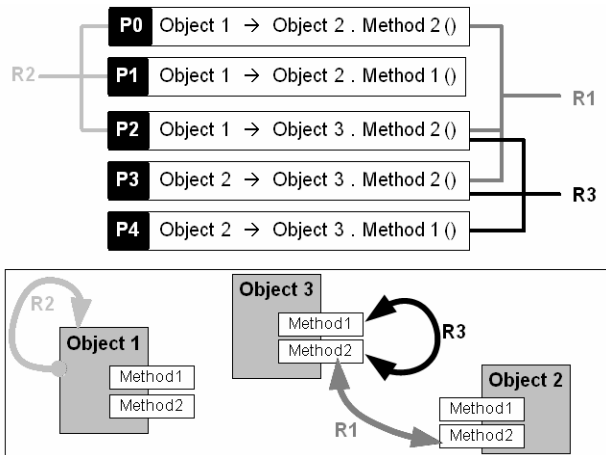 P0 Object 1 → Object 2 . Method 2 ()
R2
P1 Object 1 → Object 2 . Method 1 ()
R1
P2 Object 1 → Object 3 . Method 2 ()
P3 Object 2 → Object 3 . Method 2 ()
R3
P4 Object 2 → Object 3 . Method 1 ()
R2
Object 1
Method1
Method2
Object 3
Method1
Method2
R3
R1
Object 2
Method1
Method2